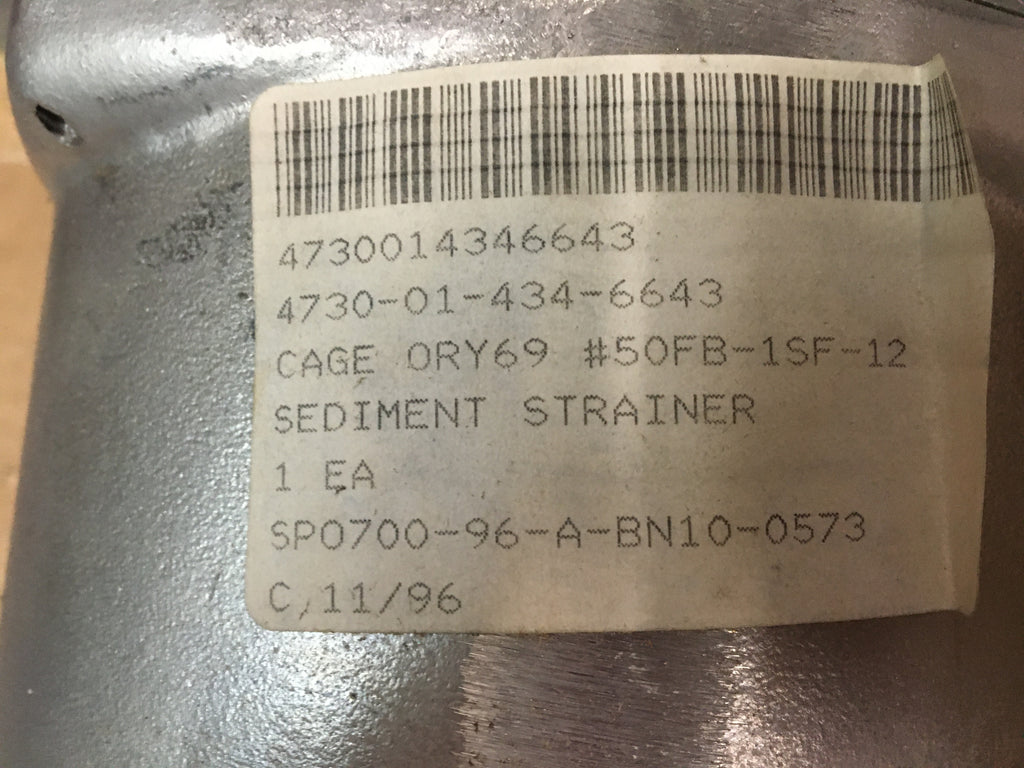 4730014346643
4730-01-434-6643
CAGE 0RY69 #50FB-1SF-12
SEDIMENT STRAINER
1 EA
SP0700-96-A-BN10-0573
C,11/96